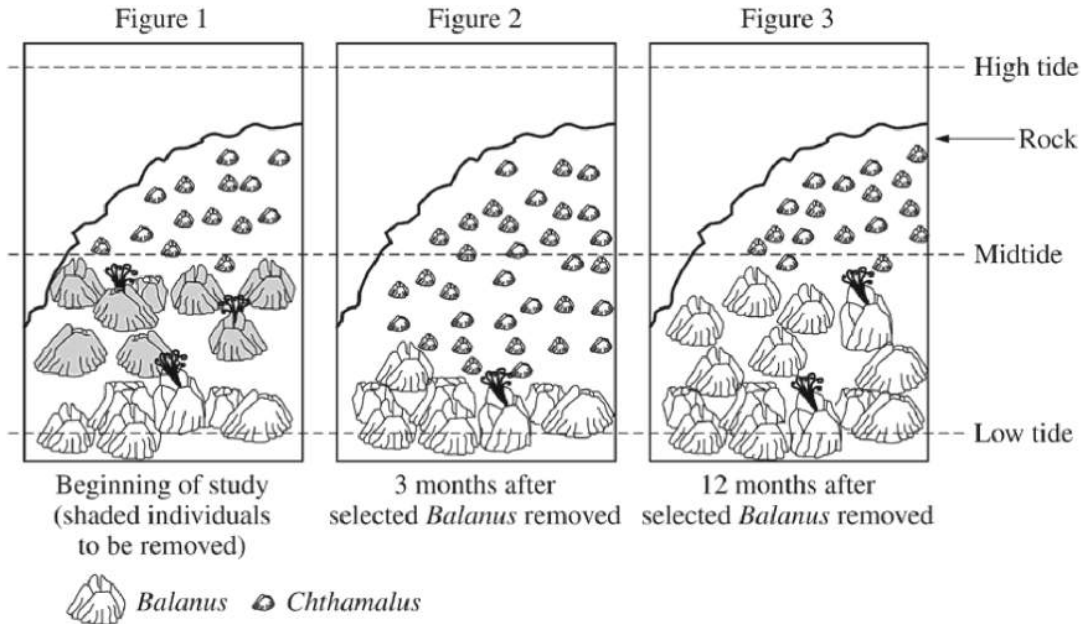 Figure 1
Figure 2
Figure 3
High tide
Rock
Midtide
Low tide
Beginning of study
(shaded individuals
to be removed)
3 months after
selected Balanus removed
12 months after
selected Balanus removed
Balanus
Chthamalus